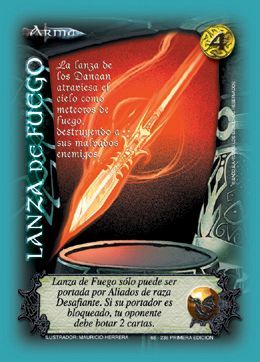 Arma
4
LANZA DE FUEGO
La lanza de
los Danaan
atraviesa el
cielo como
meteoros de
fuego,
destruyendo a
sus malvados
enemigos.
Lanza de Fuego sólo puede ser
portada por Aliados de raza
Desafiante. Si su portador es
bloqueado, tu oponente
debe botar 2 cartas.
ILUSTRADOR: MAURICIO HERRERA
PRIMERA EDICION